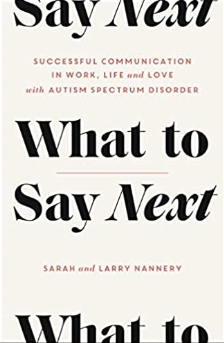 Say Next
SUCCESSFUL COMMUNICATION
IN WORK, LIFE and LOVE
with AUTISM SPECTRUM DISORDER
What to
Say Next
SARAH and LARRY NANNERY
What to